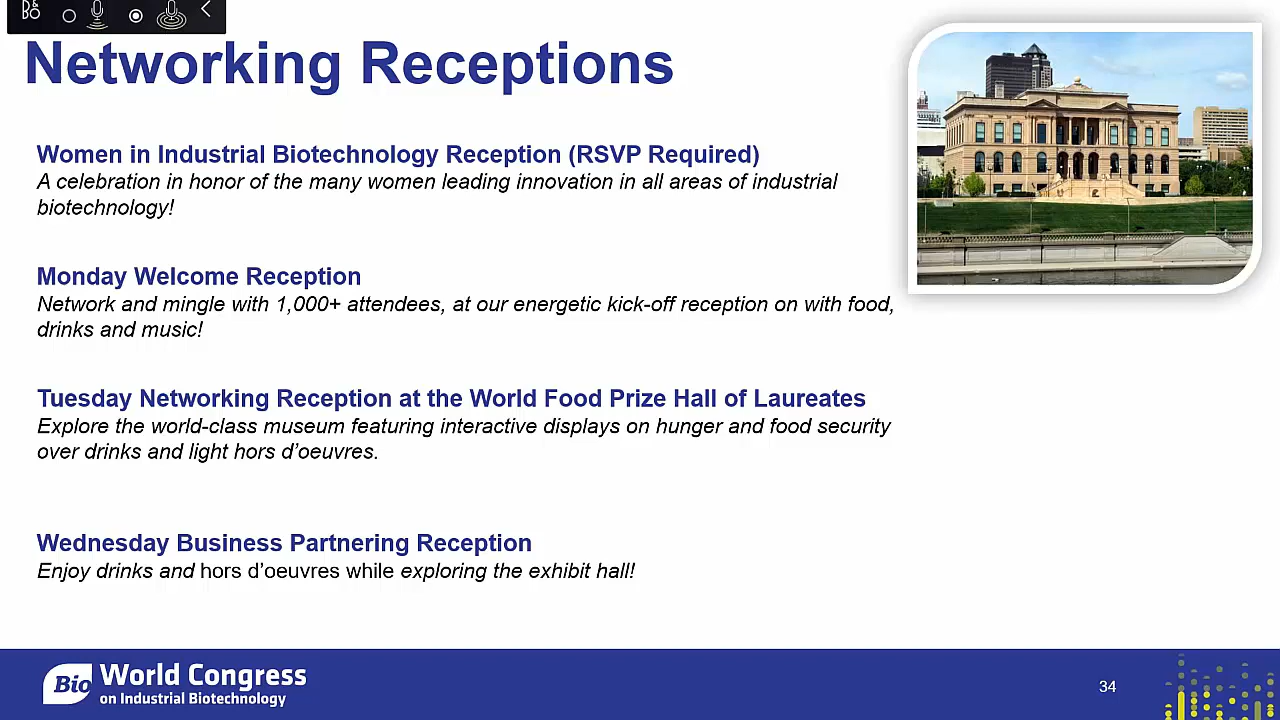 B&O
Networking Receptions
Women in Industrial Biotechnology Reception (RSVP Required)
A celebration in honor of the many women leading innovation in all areas of industrial
biotechnology!
Monday Welcome Reception
Network and mingle with 1,000+ attendees, at our energetic kick-off reception on with food,
drinks and music!
Tuesday Networking Reception at the World Food Prize Hall of Laureates
Explore the world-class museum featuring interactive displays on hunger and food security
over drinks and light hors d’oeuvres.
Wednesday Business Partnering Reception
Enjoy drinks and hors d’oeuvres while exploring the exhibit hall!
Bio
World Congress
on Industrial Biotechnology
34